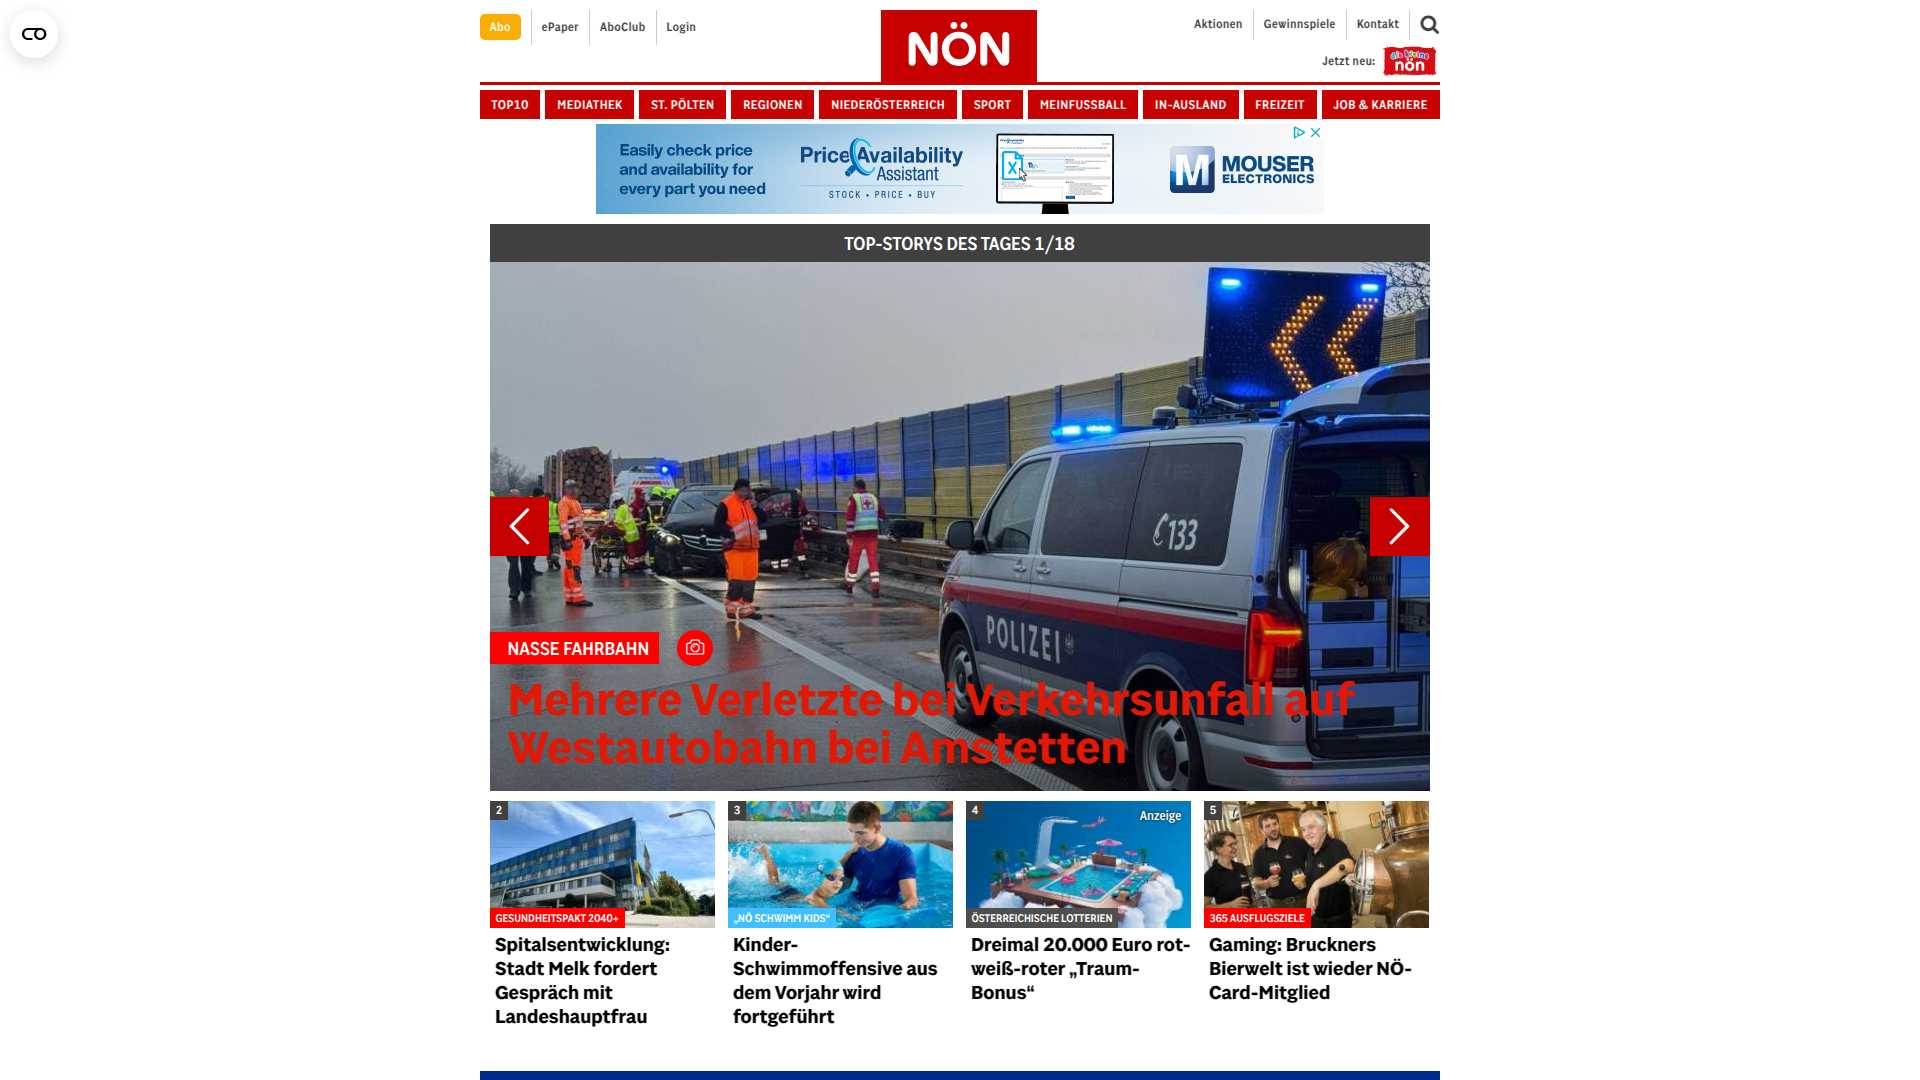 Abo
ePaper
AboClub
Login
NÖN
Aktionen
Gewinnspiele
Kontakt
Jetzt neu:
die kleine
nön
TOP10
MEDIATHEK
ST. PÖLTEN
REGIONEN
NIEDERÖSTERREICH
SPORT
MEINFUSSBALL
IN-AUSLAND
FREIZEIT
JOB & KARRIERE
Easily check price
and availability for
every part you need
Price Availability
Assistant
STOCK • PRICE • BUY
M MOUSER
ELECTRONICS
TOP-STORYS DES TAGES 1/18
133
POLIZEI
NASSE FAHRBAHN
Mehrere Verletzte bei Verkehrsunfall auf
Westautobahn bei Amstetten
2
GESUNDHEITSPAKT 2040+
Spitalsentwicklung:
Stadt Melk fordert
Gespräch mit
Landeshauptfrau
3
„NÖ SCHWIMM KIDS“
Kinder-
Schwimmoffensive aus
dem Vorjahr wird
fortgeführt
4
Anzeige
ÖSTERREICHISCHE LOTTERIEN
Dreimal 20.000 Euro rot-
weiß-roter „Traum-
Bonus“
5
365 AUSFLUGSZIELE
Gaming: Bruckners
Bierwelt ist wieder NÖ-
Card-Mitglied